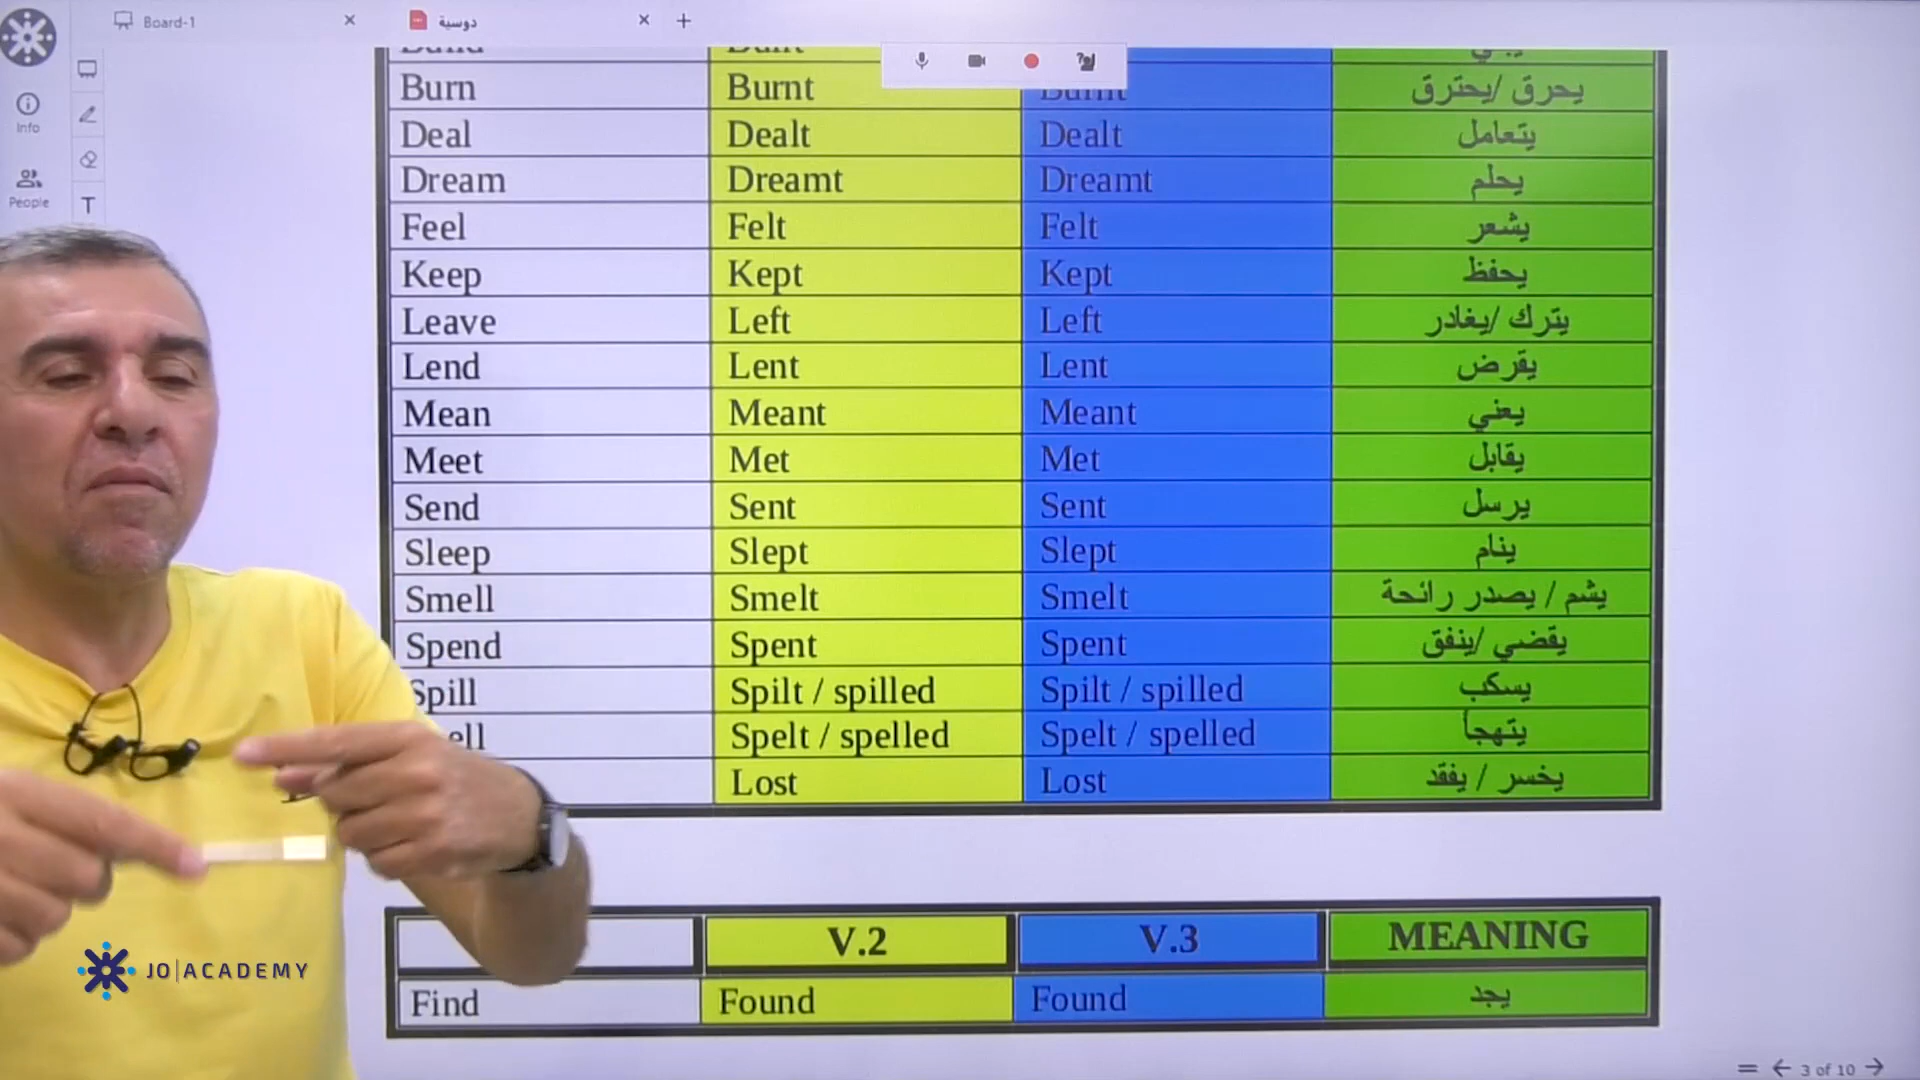 Board-1
دوسية
Info
People
T
Burn Burnt Burnt يحرق /يحترق
Deal Dealt Dealt يتعامل
Dream Dreamt Dreamt يحلم
Feel Felt Felt يشعر
Keep Kept Kept يحفظ
Leave Left Left يترك /يغادر
Lend Lent Lent يقرض
Mean Meant Meant يعني
Meet Met Met يقابل
Send Sent Sent يرسل
Sleep Slept Slept ينام
Smell Smelt Smelt يشم / يصدر رائحة
Spend Spent Spent يقضي /ينفق
Spill Spilt / spilled Spilt / spilled يسكب
ell Spelt / spelled Spelt / spelled يتهجأ
Lost Lost يخسر / يفقد
V.2 V.3 MEANING
Find Found Found يجد
JO|ACADEMY
3 of 10